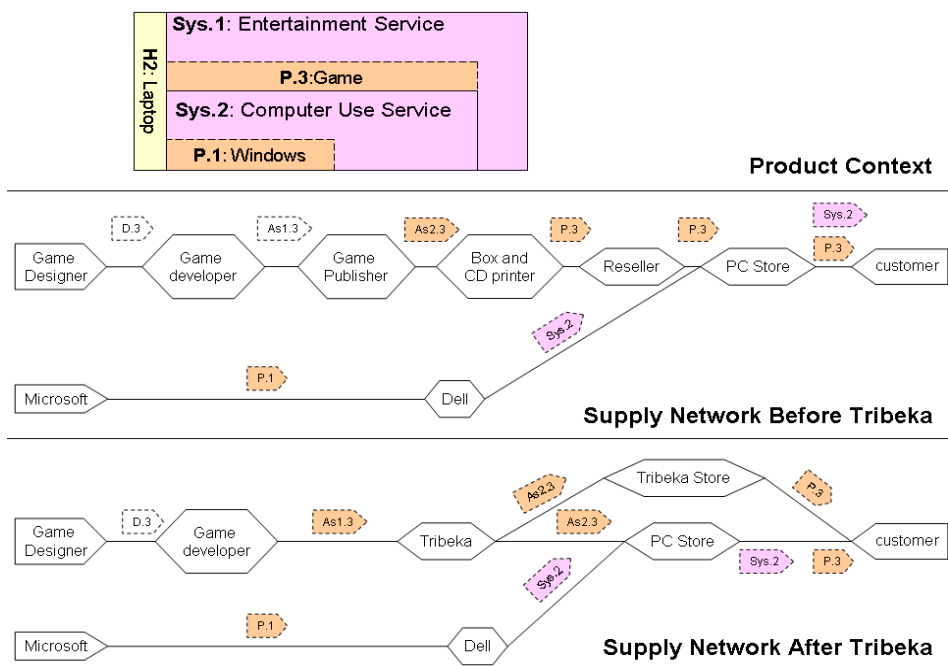 Sys.1: Entertainment Service
H2: Laptop
P.3:Game
Sys.2: Computer Use Service
P.1: Windows
Product Context
D.3
As1.3
As2.3
P.3
P.3
Sys.2
P.3
Game
Designer
Game
developer
Game
Publisher
Box and
CD printer
Reseller
PC Store
customer
Sys.2
P.1
Microsoft
Dell
Supply Network Before Tribeka
As2.3
Tribeka Store
P.3
D.3
As1.3
As2.3
Game
Designer
Game
developer
Tribeka
PC Store
customer
Sys.2
Sys.2
P.3
P.1
Microsoft
Dell
Supply Network After Tribeka